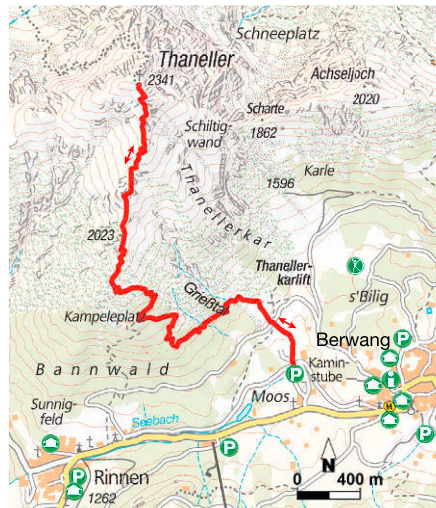 Schneeplatz
Thaneller
2341
Achseljoch
2020
Scharte
1862
Schiltig-
wand
Karle
1596
Thanellerkar
2023
Thaneller-
karlift
Grießtal
s'Bilig
Kampeleplatz
Berwang
P
Kamin-
stube
Bannwald
P
Moos
H
Sunnig-
feld
Seebach
P
P
N
P
Rinnen
1262
0 400 m